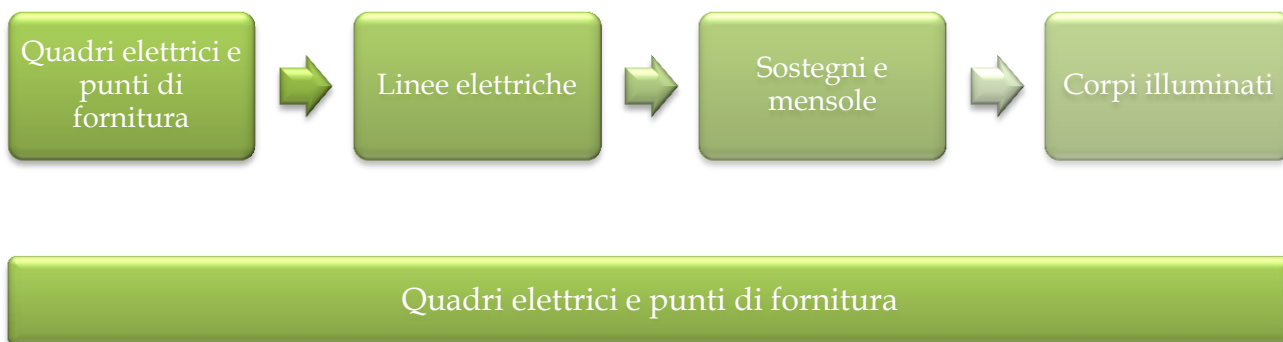 Quadri elettrici e
punti di
fornitura
Linee elettriche
Sostegni e
mensole
Corpi illuminati
Quadri elettrici e punti di fornitura